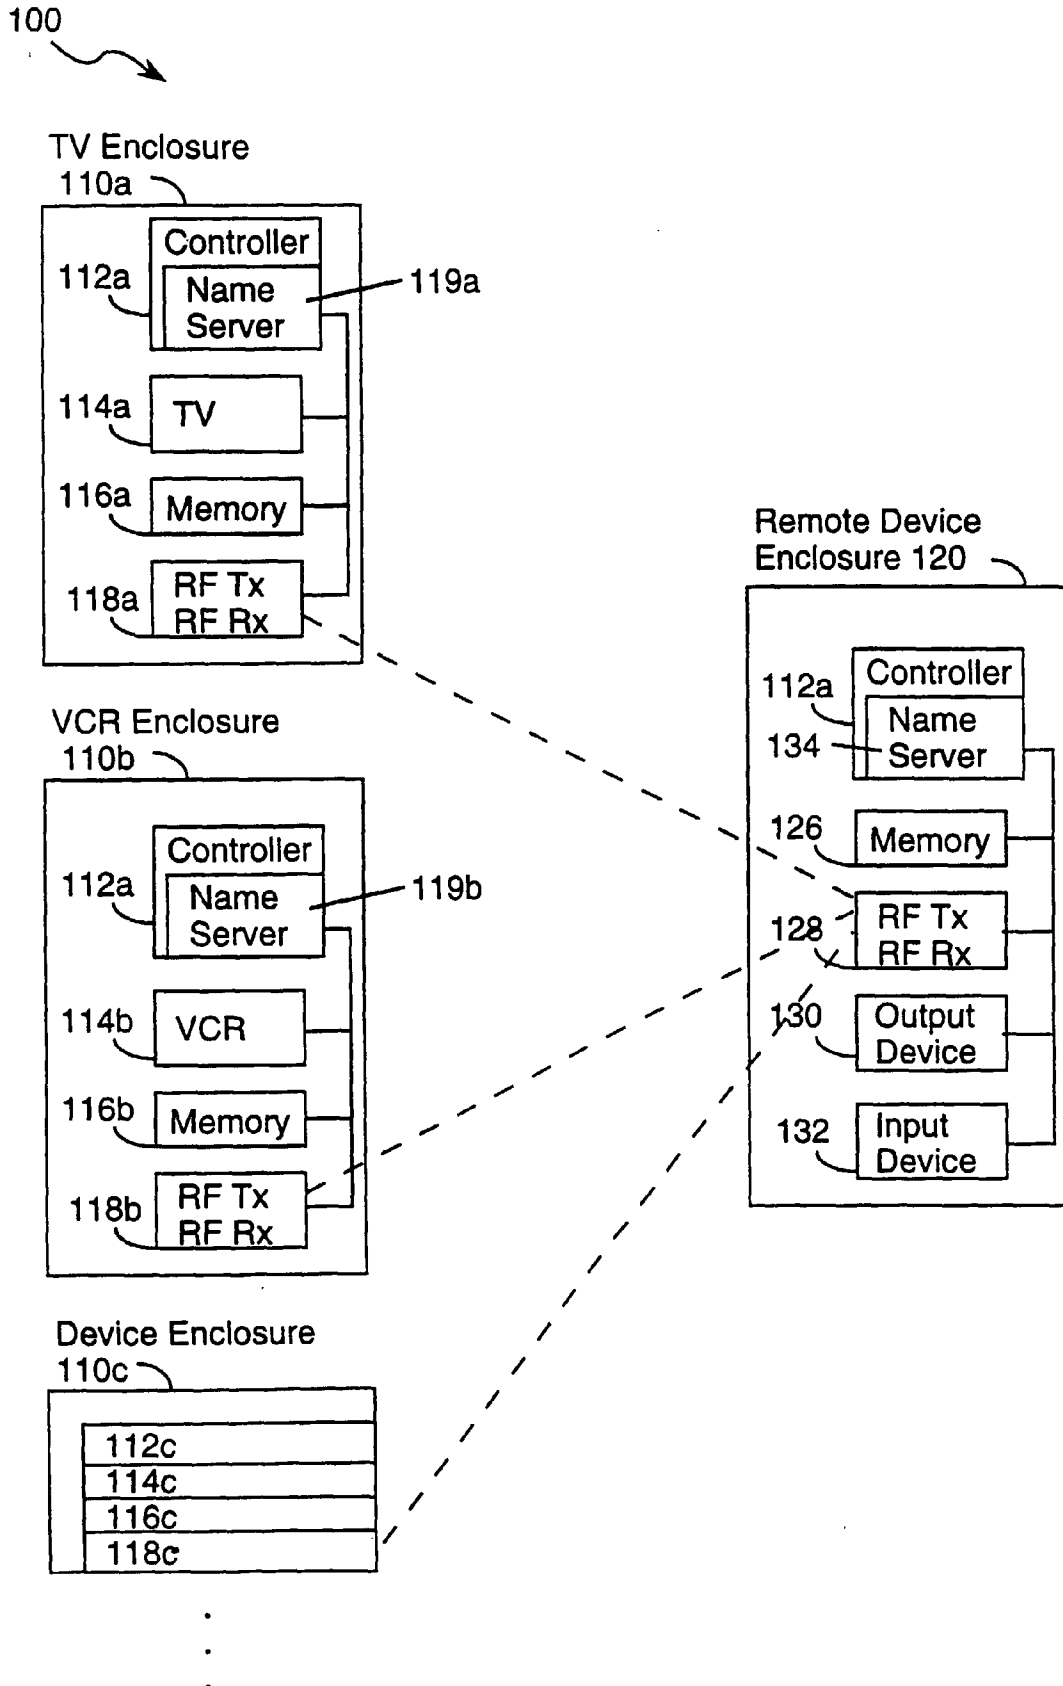 100
TV Enclosure
110a
Controller
112a
Name
Server
119a
114a
TV
116a
Memory
118a
RF Tx
RF Rx
VCR Enclosure
110b
Controller
112a
Name
Server
119b
114b
VCR
116b
Memory
118b
RF Tx
RF Rx
Device Enclosure
110c
112c
114c
116c
118c
Remote Device
Enclosure 120
Controller
112a
Name
134
Server
126
Memory
128
RF Tx
RF Rx
130
Output
Device
132
Input
Device